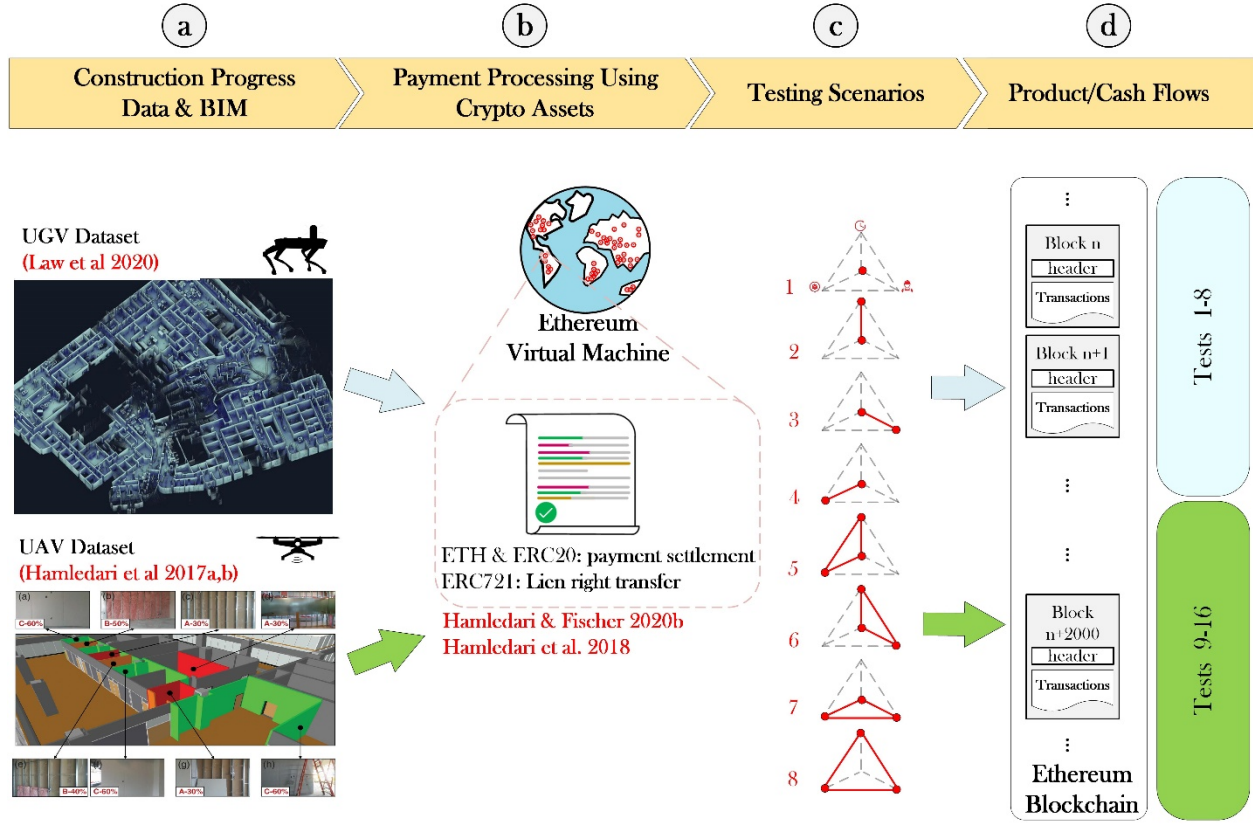 a
b
c
d
Construction Progress
Data & BIM
Payment Processing Using
Crypto Assets
Testing Scenarios
Product/Cash Flows
UGV Dataset
(Law et al 2020)
UAV Dataset
(Hamledari et al 2017a,b)
(a)
C-60%
(b)
B-50%
(c)
A-30%
(d)
A-30%
(e)
B-40%
C-60%
(g)
A-30%
(h)
C-60%
Ethereum
Virtual Machine
ETH & ERC20: payment settlement
ERC721: Lien right transfer
Hamledari & Fischer 2020b
Hamledari et al. 2018
1
2
3
4
5
6
7
8
...
Block n
header
Transactions
Block n+1
header
Transactions
...
...
Block
n+2000
header
Transactions
...
Ethereum
Blockchain
Tests 1-8
Tests 9-16